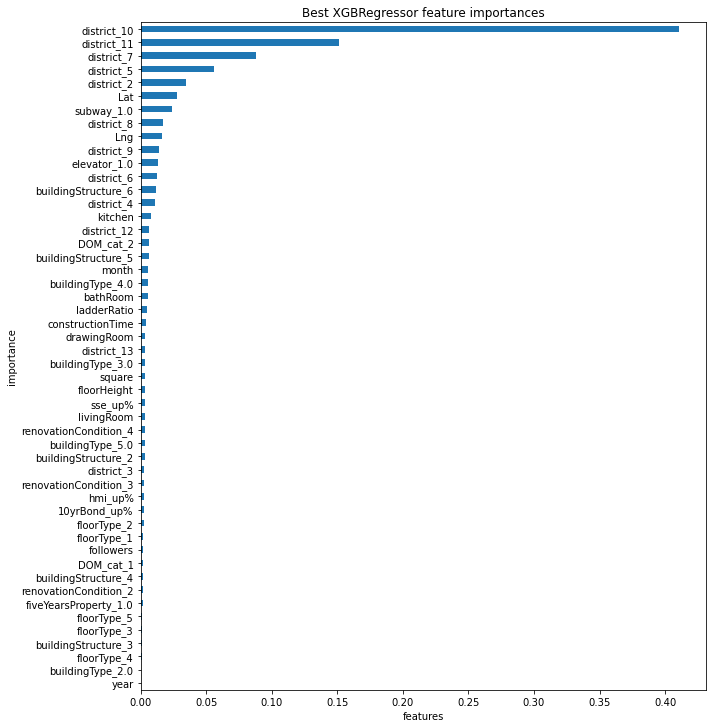 Best XGBRegressor feature importances
district_10
district_11
district_7
district_5
district_2
Lat
subway_1.0
district_8
Lng
district_9
elevator_1.0
district_6
buildingStructure_6
district_4
kitchen
district_12
DOM_cat_2
buildingStructure_5
month
buildingType_4.0
bathRoom
ladderRatio
constructionTime
drawingRoom
district_13
buildingType_3.0
square
floorHeight
sse_up%
livingRoom
renovationCondition_4
buildingType_5.0
buildingStructure_2
district_3
renovationCondition_3
hmi_up%
10yrBond_up%
floorType_2
floorType_1
followers
DOM_cat_1
buildingStructure_4
renovationCondition_2
fiveYearsProperty_1.0
floorType_5
floorType_3
buildingStructure_3
floorType_4
buildingType_2.0
year
importance
0.00 0.05 0.10 0.15 0.20 0.25 0.30 0.35 0.40
features